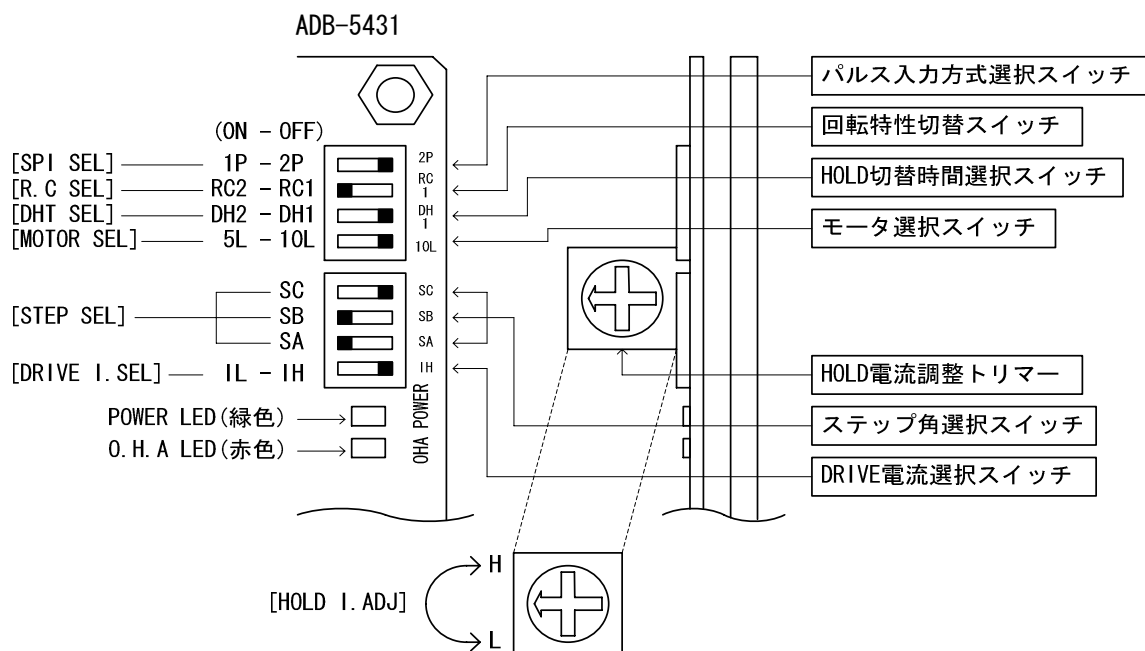 ADB-5431
(ON - OFF)
[SPI SEL] 1P - 2P 2P パルス入力方式選択スイッチ
[R.C SEL] RC2 - RC1 RC 1 回転特性切替スイッチ
[DHT SEL] DH2 - DH1 DH 1 HOLD切替時間選択スイッチ
[MOTOR SEL] 5L - 10L 10L モータ選択スイッチ
SC SC
[STEP SEL] SB SB
SA SA
[DRIVE I.SEL] IL - IH IH HOLD電流調整トリマー
POWER LED(緑色) OHA POWER ステップ角選択スイッチ
O.H.A LED(赤色)
DRIVE電流選択スイッチ
H
[HOLD I.ADJ]
L